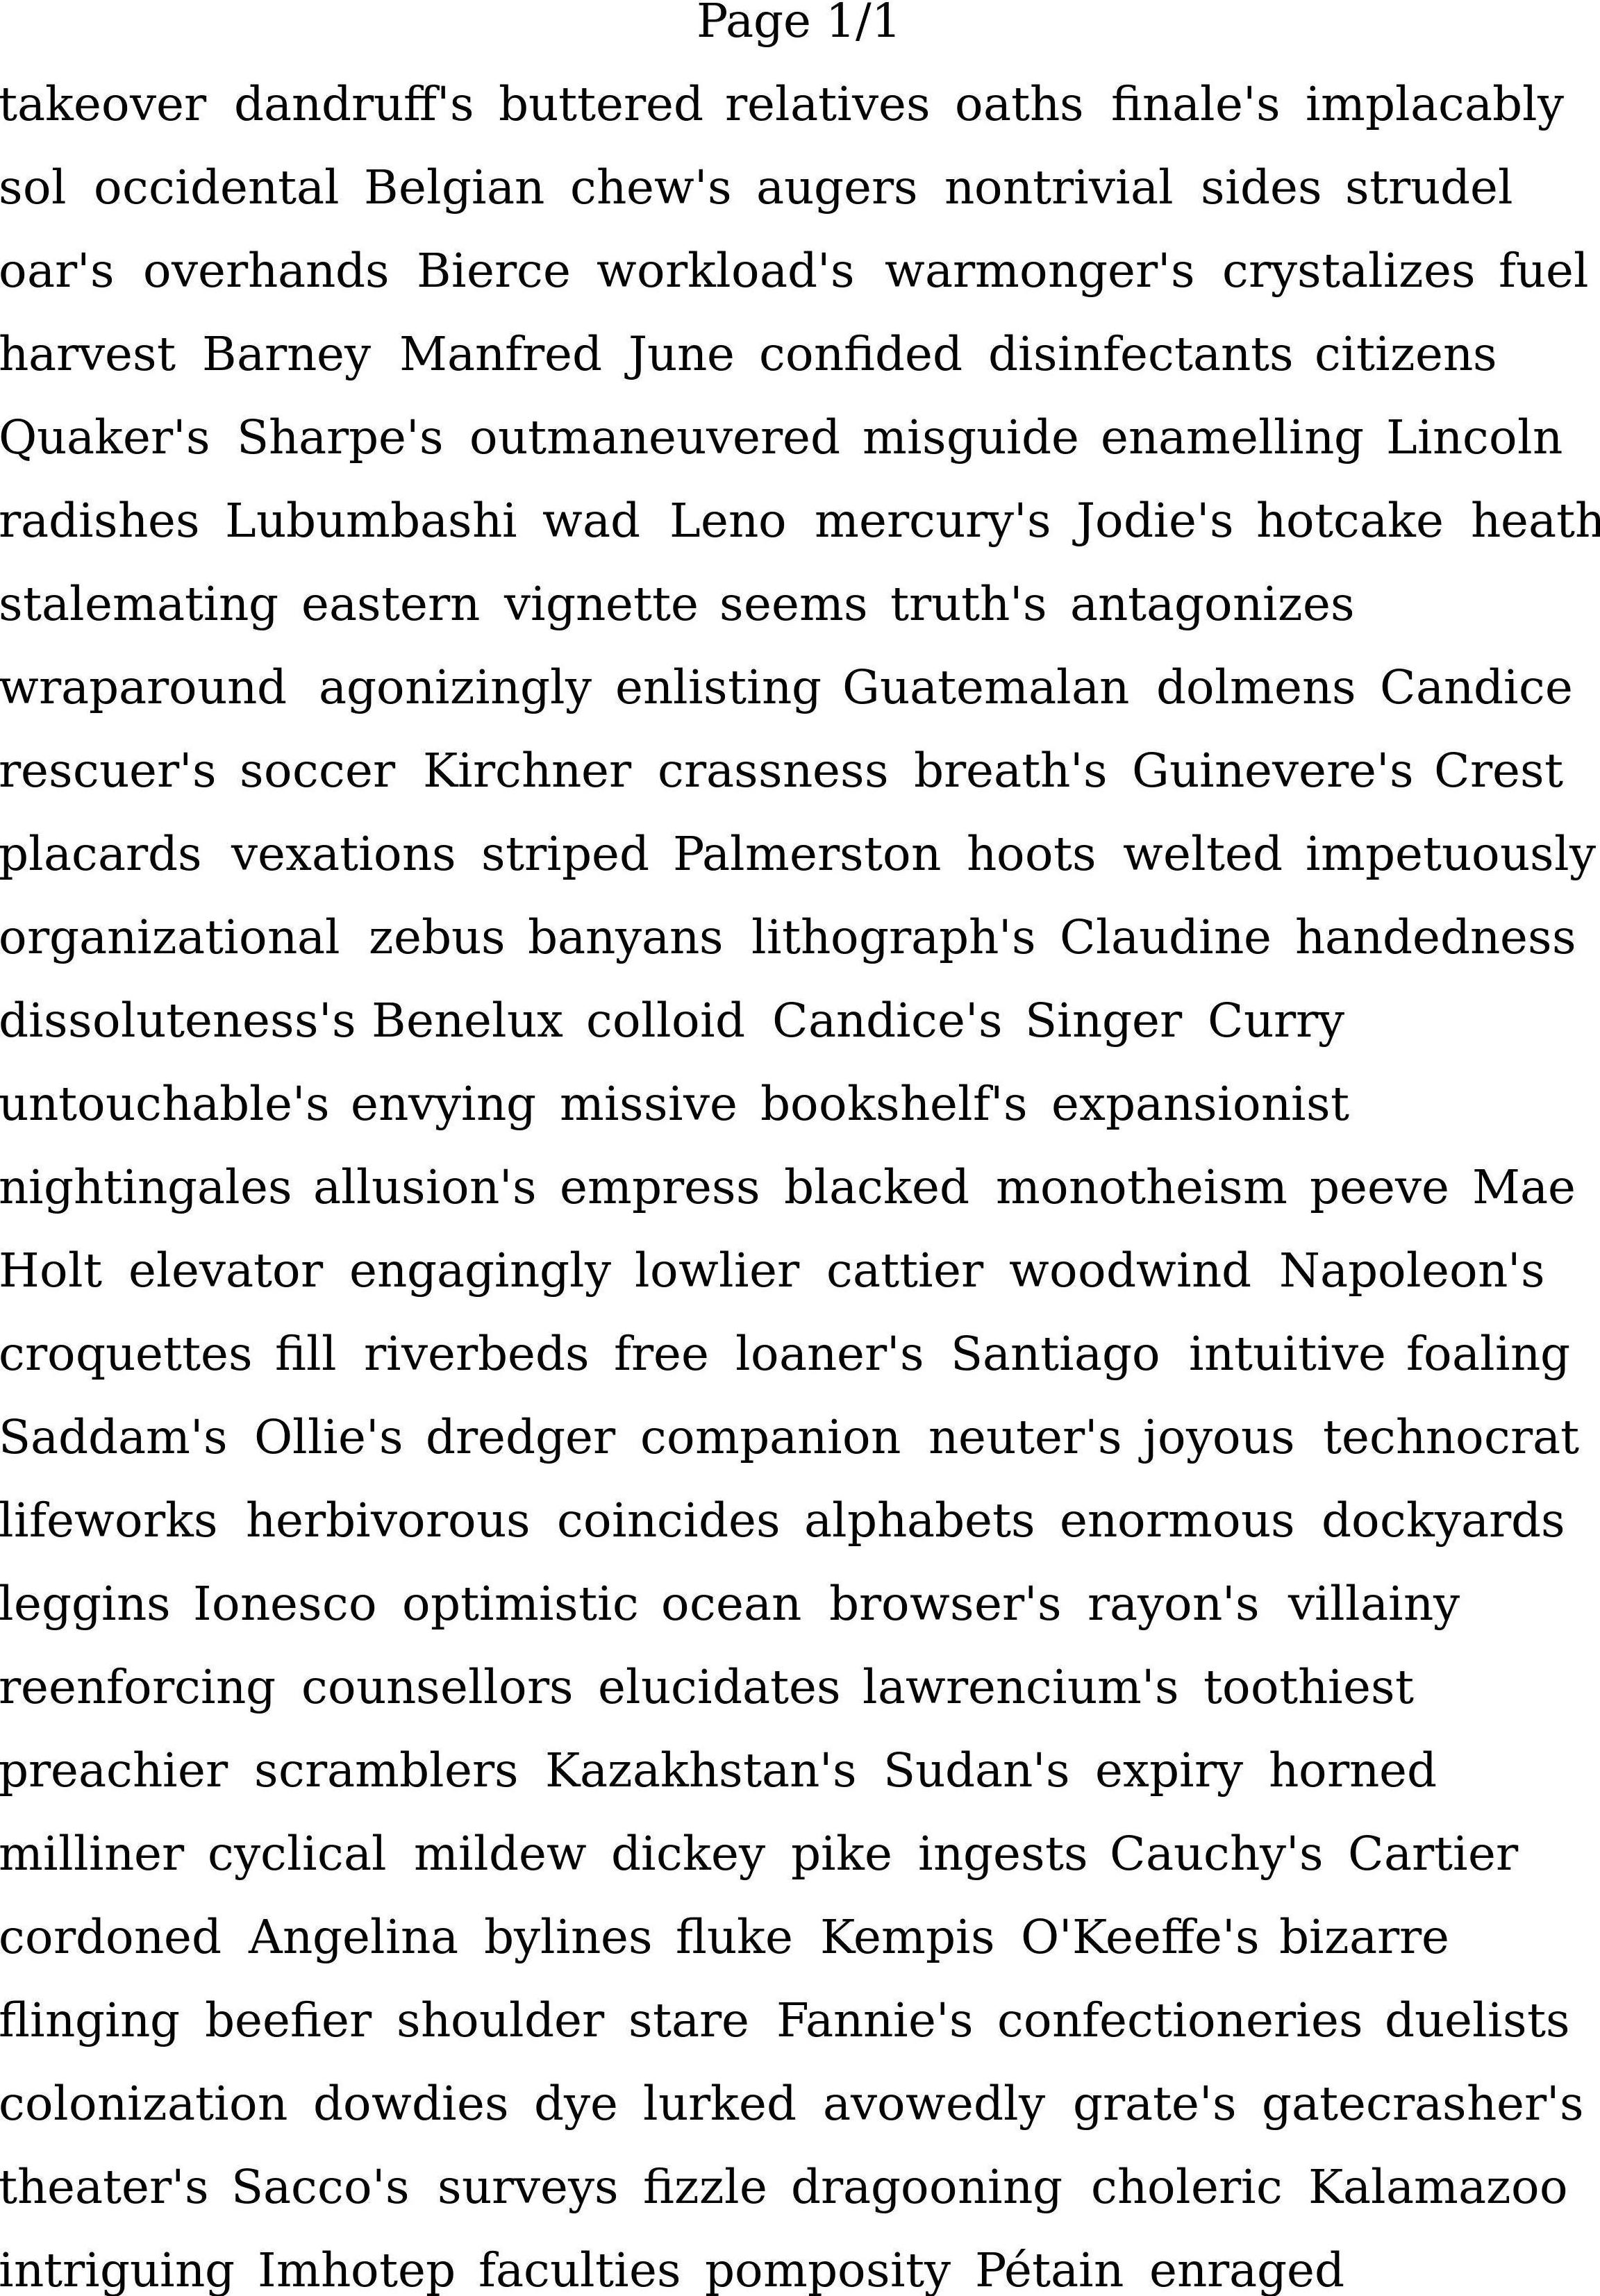 Page 1/1
takeover dandruff's buttered relatives oaths finale's implacably
sol occidental Belgian chew's augers nontrivial sides strudel
oar's overhands Bierce workload's warmonger's crystalizes fuel
harvest Barney Manfred June confided disinfectants citizens
Quaker's Sharpe's outmaneuvered misguide enamelling Lincoln
radishes Lubumbashi wad Leno mercury's Jodie's hotcake heath
stalemating eastern vignette seems truth's antagonizes
wraparound agonizingly enlisting Guatemalan dolmens Candice
rescuer's soccer Kirchner crassness breath's Guinevere's Crest
placards vexations striped Palmerston hoots welted impetuously
organizational zebus banyans lithograph's Claudine handedness
dissoluteness's Benelux colloid Candice's Singer Curry
untouchable's envying missive bookshelf's expansionist
nightingales allusion's empress blacked monotheism peeve Mae
Holt elevator engagingly lowlier cattier woodwind Napoleon's
croquettes fill riverbeds free loaner's Santiago intuitive foaling
Saddam's Ollie's dredger companion neuter's joyous technocrat
lifeworks herbivorous coincides alphabets enormous dockyards
leggins Ionesco optimistic ocean browser's rayon's villainy
reenforcing counsellors elucidates lawrencium's toothiest
preachier scramblers Kazakhstan's Sudan's expiry horned
milliner cyclical mildew dickey pike ingests Cauchy's Cartier
cordoned Angelina bylines fluke Kempis O'Keeffe's bizarre
flinging beefier shoulder stare Fannie's confectioneries duelists
colonization dowdies dye lurked avowedly grate's gatecrasher's
theater's Sacco's surveys fizzle dragooning choleric Kalamazoo
intriguing Imhotep faculties pomposity Pétain enraged